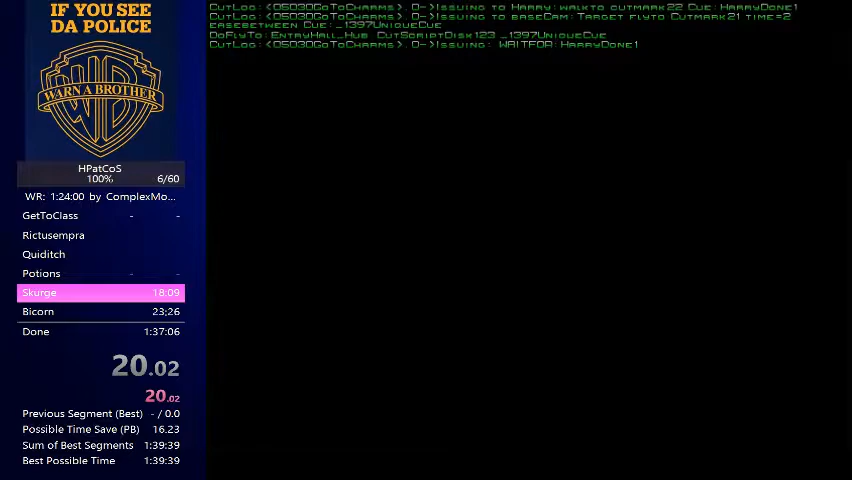 IF YOU SEE
DA POLICE
WARN A BROTHER
HPatCoS
100% 6/60
WR: 1:24:00 by ComplexMo...
GetToClass - -
Rictusempra
Quiditch
Potions - -
Skurge 18:09
Bicorn 23;26
Done 1:37:06
20.02
20.02
Previous Segment (Best) - / 0.0
Possible Time Save (PB) 16.23
Sum of Best Segments 1:39:39
Best Possible Time 1:39:39
CutLog:<05030GoToCharms>. 0->Issuing to Harry:walkto cutmark22 Cue:HarryDone1
CutLog:<05030GoToCharms>. 0->Issuing to baseCam: Target flyto Cutmark21 time=2
easebetween Cue:_1397UniqueCue
DoFlyTo:EntryHall_Hub CutScriptDisk123 _1397UniqueCue
CutLog:<05030GoToCharms>. 0->Issuing: WAITFOR:HarryDone1